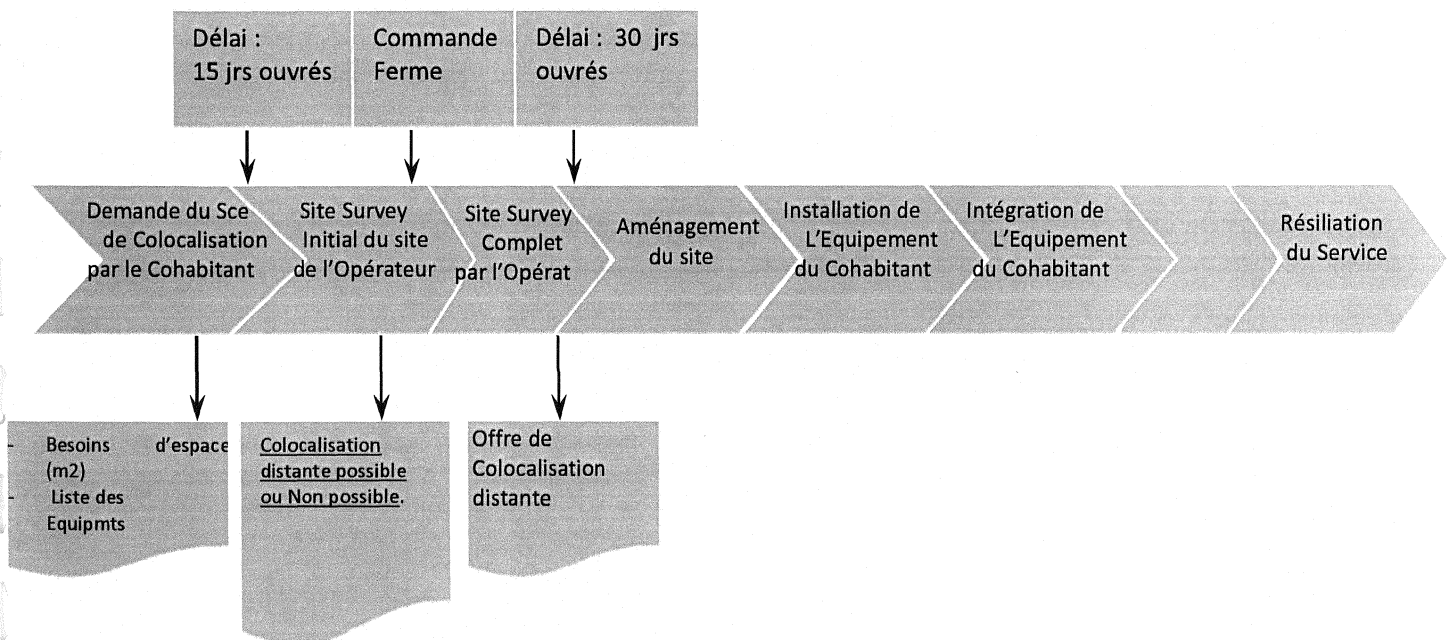 Délai :
15 jrs ouvrés
Commande
Ferme
Délai : 30 jrs
ouvrés
Demande du Sce
de Colocalisation
par le Cohabitant
Site Survey
Initial du site
de l'Opérateur
Site Survey
Complet
par l'Opérat
Aménagement
du site
Installation de
L'Equipement
du Cohabitant
Intégration de
L'Equipement
du Cohabitant
Résiliation
du Service
- Besoins d'espace
(m2)
- Liste des
Equipmts
Colocalisation
distante possible
ou Non possible.
Offre de
Colocalisation
distante